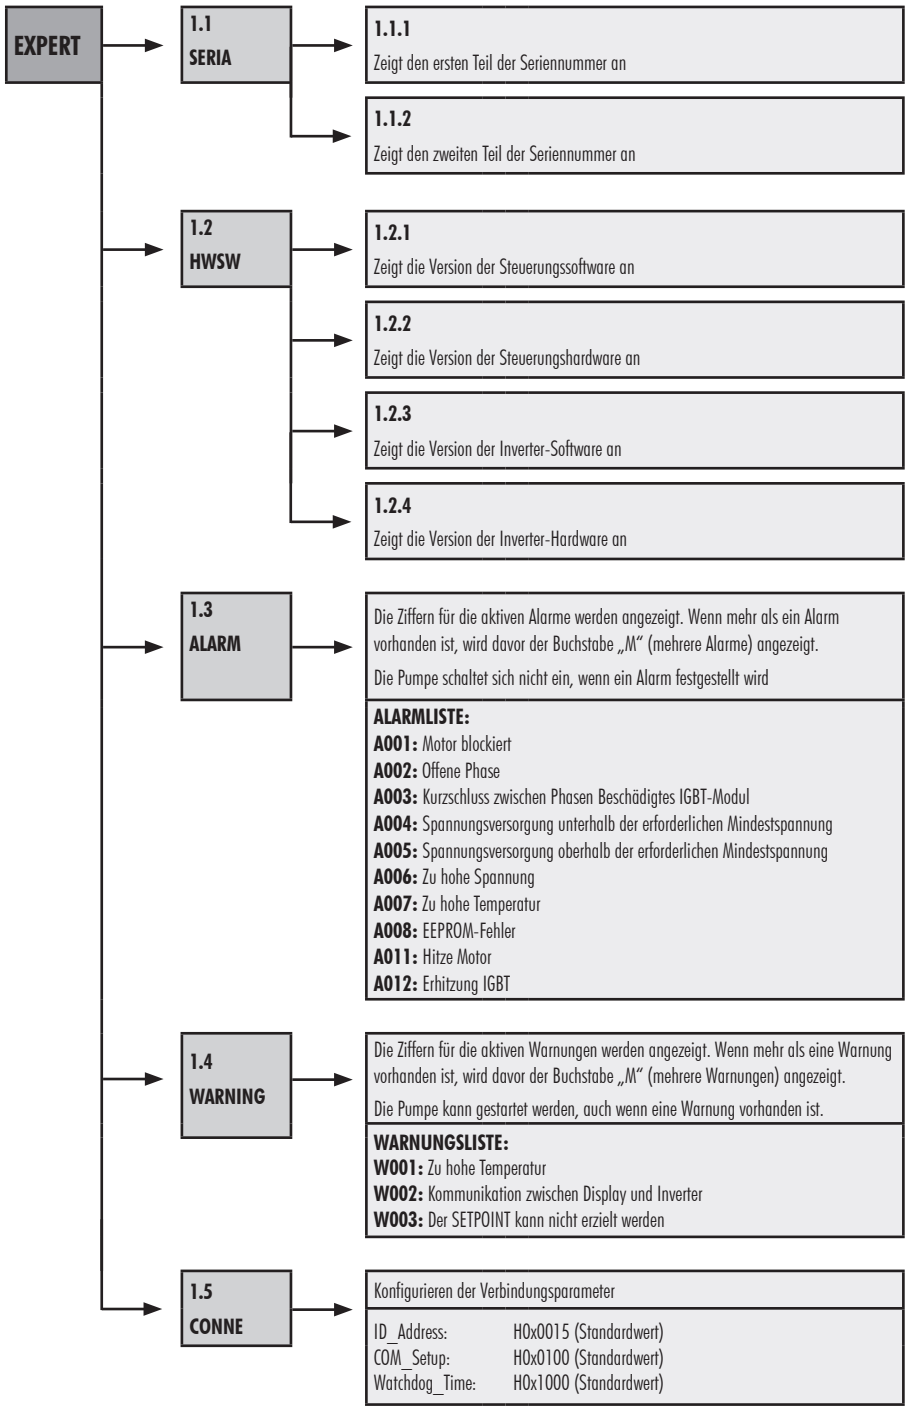 EXPERT
1.1
SERIA
1.1.1
Zeigt den ersten Teil der Seriennummer an
1.1.2
Zeigt den zweiten Teil der Seriennummer an
1.2
HWSW
1.2.1
Zeigt die Version der Steuerungssoftware an
1.2.2
Zeigt die Version der Steuerungshardware an
1.2.3
Zeigt die Version der Inverter-Software an
1.2.4
Zeigt die Version der Inverter-Hardware an
1.3
ALARM
Die Ziffern für die aktiven Alarme werden angezeigt. Wenn mehr als ein Alarm
vorhanden ist, wird davor der Buchstabe „M“ (mehrere Alarme) angezeigt.
Die Pumpe schaltet sich nicht ein, wenn ein Alarm festgestellt wird
ALARMLISTE:
A001: Motor blockiert
A002: Offene Phase
A003: Kurzschluss zwischen Phasen Beschädigtes IGBT-Modul
A004: Spannungsversorgung unterhalb der erforderlichen Mindestspannung
A005: Spannungsversorgung oberhalb der erforderlichen Mindestspannung
A006: Zu hohe Spannung
A007: Zu hohe Temperatur
A008: EEPROM-Fehler
A011: Hitze Motor
A012: Erhitzung IGBT
1.4
WARNING
Die Ziffern für die aktiven Warnungen werden angezeigt. Wenn mehr als eine Warnung
vorhanden ist, wird davor der Buchstabe „M“ (mehrere Warnungen) angezeigt.
Die Pumpe kann gestartet werden, auch wenn eine Warnung vorhanden ist.
WARNUNGSLISTE:
W001: Zu hohe Temperatur
W002: Kommunikation zwischen Display und Inverter
W003: Der SETPOINT kann nicht erzielt werden
1.5
CONNE
Konfigurieren der Verbindungsparameter
ID_Address: H0x0015 (Standardwert)
COM_Setup: H0x0100 (Standardwert)
Watchdog_Time: H0x1000 (Standardwert)